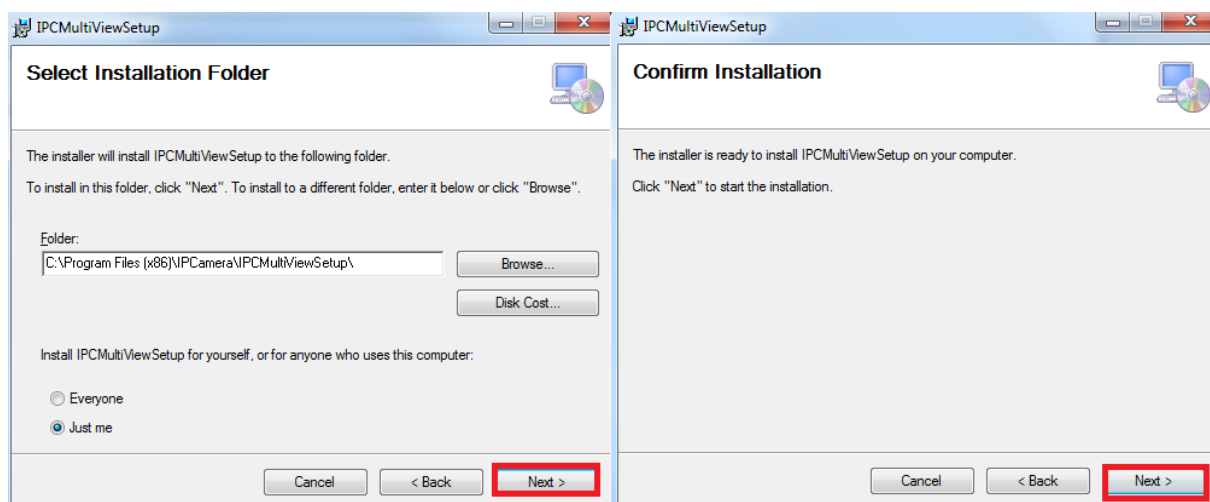 IPCMultiViewSetup
Select Installation Folder
The installer will install IPCMultiViewSetup to the following folder.
To install in this folder, click "Next". To install to a different folder, enter it below or click "Browse".
Folder:
C:\Program Files (x86)\IPCamera\IPCMultiViewSetup\
Browse...
Disk Cost...
Install IPCMultiViewSetup for yourself, or for anyone who uses this computer:
Everyone
Just me
Cancel
< Back
Next >
IPCMultiViewSetup
Confirm Installation
The installer is ready to install IPCMultiViewSetup on your computer.
Click "Next" to start the installation.
Cancel
< Back
Next >